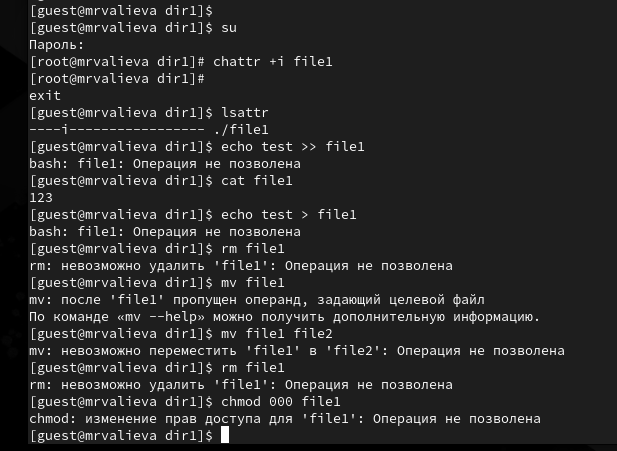 [guest@mrvalieva dir1]$
[guest@mrvalieva dir1]$ su
Пароль:
[root@mrvalieva dir1]# chattr +i file1
[root@mrvalieva dir1]#
exit
[guest@mrvalieva dir1]$ lsattr
----i----------------- ./file1
[guest@mrvalieva dir1]$ echo test >> file1
bash: file1: Операция не позволена
[guest@mrvalieva dir1]$ cat file1
123
[guest@mrvalieva dir1]$ echo test > file1
bash: file1: Операция не позволена
[guest@mrvalieva dir1]$ rm file1
rm: невозможно удалить 'file1': Операция не позволена
[guest@mrvalieva dir1]$ mv file1
mv: после 'file1' пропущен операнд, задающий целевой файл
По команде «mv --help» можно получить дополнительную информацию.
[guest@mrvalieva dir1]$ mv file1 file2
mv: невозможно переместить 'file1' в 'file2': Операция не позволена
[guest@mrvalieva dir1]$ rm file1
rm: невозможно удалить 'file1': Операция не позволена
[guest@mrvalieva dir1]$ chmod 000 file1
chmod: изменение прав доступа для 'file1': Операция не позволена
[guest@mrvalieva dir1]$